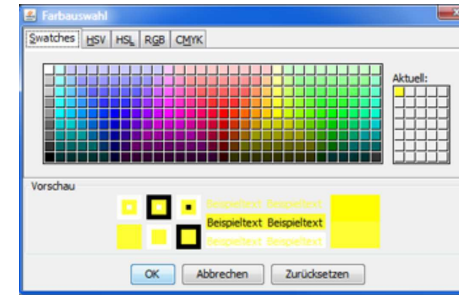 Farbauswahl
Swatches HSV HSL RGB CMYK
Aktuell:
Vorschau
Beispieltext Beispieltext
Beispieltext Beispieltext
Beispieltext Beispieltext
OK Abbrechen Zurücksetzen